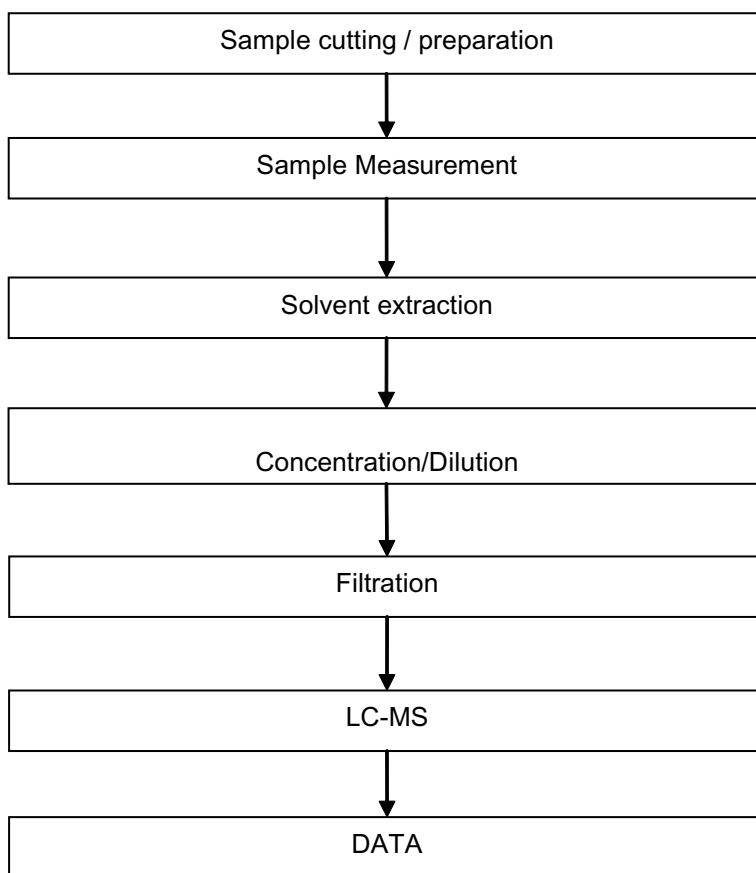 Sample cutting / preparation
Sample Measurement
Solvent extraction
Concentration/Dilution
Filtration
LC-MS
DATA